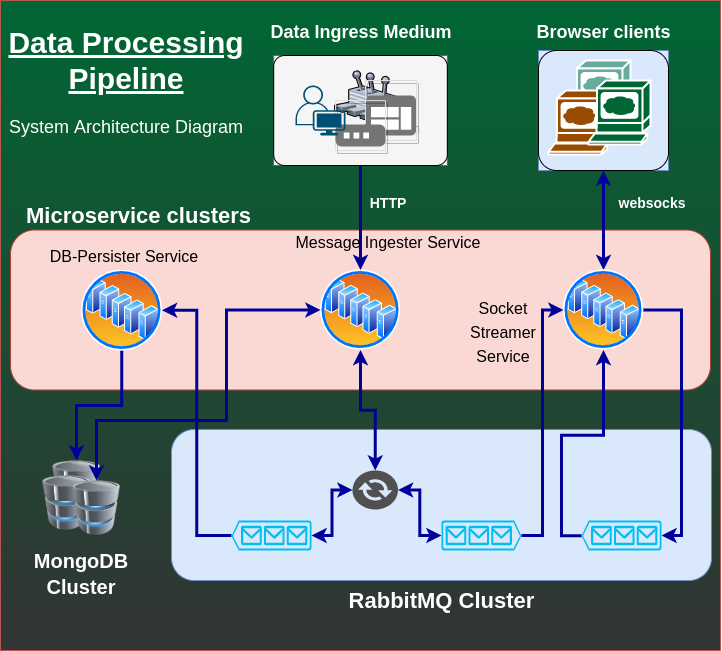 Data Processing
Pipeline
System Architecture Diagram
Data Ingress Medium
Browser clients
HTTP
websocks
Microservice clusters
DB-Persister Service
Message Ingester Service
Socket
Streamer
Service
MongoDB
Cluster
RabbitMQ Cluster